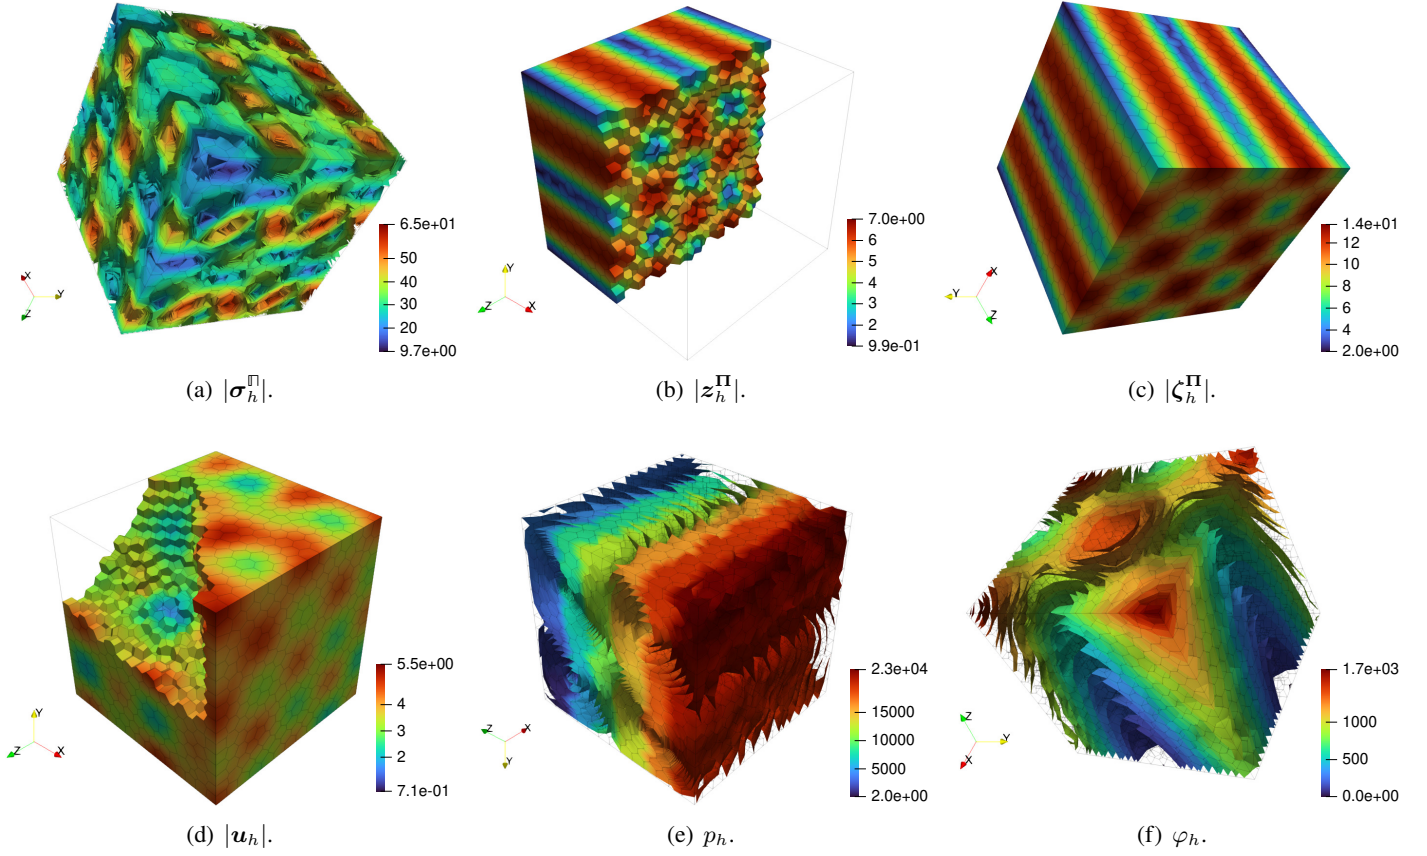 X
Y
Z
6.5e+01
50
40
30
20
9.7e+00
(a) |σ_h^Π|.
Y
Z
X
7.0e+00
6
5
4
3
2
9.9e-01
(b) |z_h^Π|.
X
Y
Z
1.4e+01
12
10
8
6
4
2.0e+00
(c) |ζ_h^Π|.
Y
Z
X
5.5e+00
4
3
2
7.1e-01
(d) |u_h|.
Z
X
Y
2.3e+04
15000
10000
5000
2.0e+00
(e) p_h.
Z
Y
X
1.7e+03
1000
500
0.0e+00
(f) φ_h.